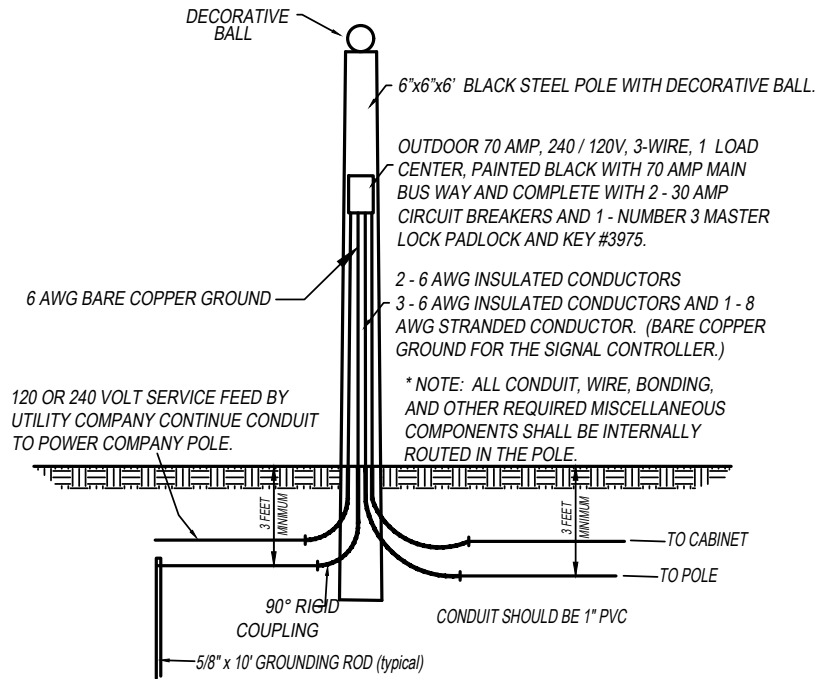 DECORATIVE
BALL
6"x6"x6' BLACK STEEL POLE WITH DECORATIVE BALL.
OUTDOOR 70 AMP, 240 / 120V, 3-WIRE, 1 LOAD
CENTER, PAINTED BLACK WITH 70 AMP MAIN
BUS WAY AND COMPLETE WITH 2 - 30 AMP
CIRCUIT BREAKERS AND 1 - NUMBER 3 MASTER
LOCK PADLOCK AND KEY #3975.
6 AWG BARE COPPER GROUND
2 - 6 AWG INSULATED CONDUCTORS
3 - 6 AWG INSULATED CONDUCTORS AND 1 - 8
AWG STRANDED CONDUCTOR. (BARE COPPER
GROUND FOR THE SIGNAL CONTROLLER.)
120 OR 240 VOLT SERVICE FEED BY
UTILITY COMPANY CONTINUE CONDUIT
TO POWER COMPANY POLE.
* NOTE: ALL CONDUIT, WIRE, BONDING,
AND OTHER REQUIRED MISCELLANEOUS
COMPONENTS SHALL BE INTERNALLY
ROUTED IN THE POLE.
3 FEET
MINIMUM
3 FEET
MINIMUM
TO CABINET
TO POLE
90° RIGID
COUPLING
CONDUIT SHOULD BE 1" PVC
5/8" x 10' GROUNDING ROD (typical)